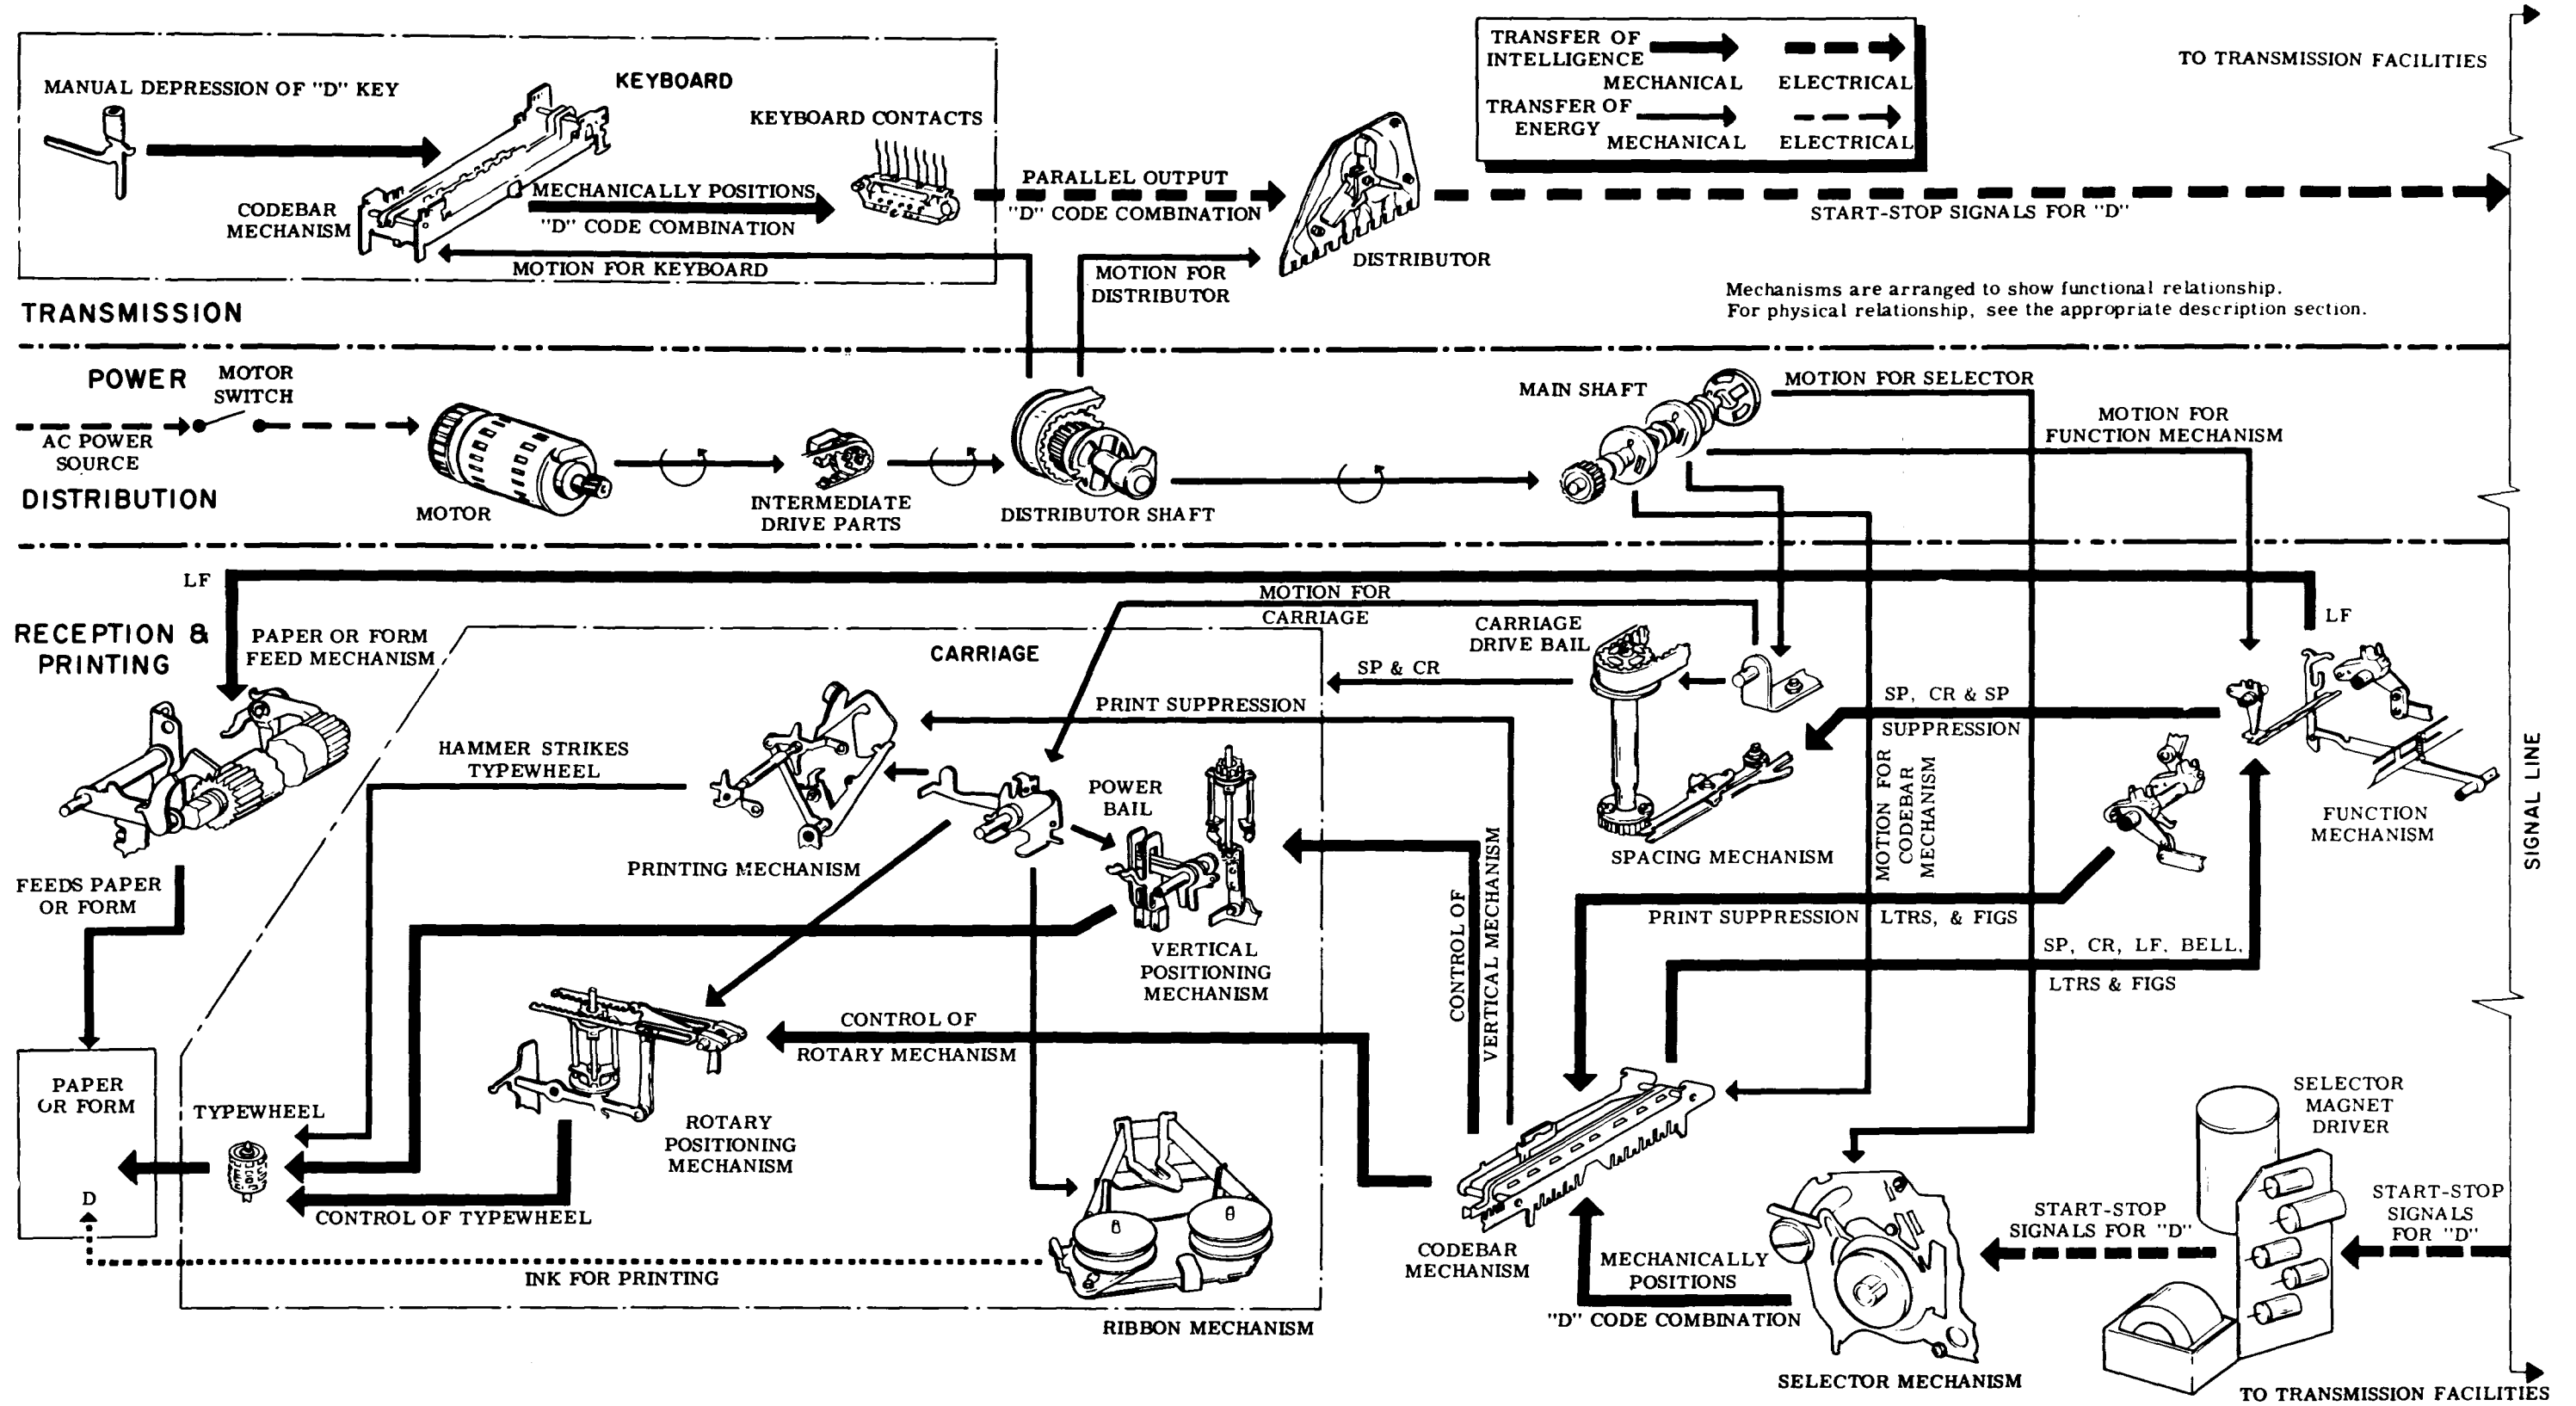 TRANSFER OF
INTELLIGENCE
MECHANICAL
ELECTRICAL
TRANSFER OF
ENERGY
MECHANICAL
ELECTRICAL
TO TRANSMISSION FACILITIES
MANUAL DEPRESSION OF "D" KEY
KEYBOARD
KEYBOARD CONTACTS
CODEBAR
MECHANISM
MECHANICALLY POSITIONS
"D" CODE COMBINATION
PARALLEL OUTPUT
"D" CODE COMBINATION
START-STOP SIGNALS FOR "D"
MOTION FOR KEYBOARD
MOTION FOR
DISTRIBUTOR
DISTRIBUTOR
Mechanisms are arranged to show functional relationship.
For physical relationship, see the appropriate description section.
TRANSMISSION
POWER
DISTRIBUTION
MOTOR
SWITCH
AC POWER
SOURCE
MOTOR
INTERMEDIATE
DRIVE PARTS
DISTRIBUTOR SHAFT
MAIN SHAFT
MOTION FOR SELECTOR
MOTION FOR
FUNCTION MECHANISM
LF
RECEPTION &
PRINTING
PAPER OR FORM
FEED MECHANISM
CARRIAGE
MOTION FOR
CARRIAGE
CARRIAGE
DRIVE BAIL
SP & CR
PRINT SUPPRESSION
SP, CR & SP
SUPPRESSION
LF
HAMMER STRIKES
TYPEWHEEL
POWER
BAIL
PRINTING MECHANISM
SPACING MECHANISM
MOTION FOR
CODEBAR
MECHANISM
FUNCTION
MECHANISM
SIGNAL LINE
FEEDS PAPER
OR FORM
CONTROL OF
VERTICAL MECHANISM
PRINT SUPPRESSION LTRS, & FIGS
VERTICAL
POSITIONING
MECHANISM
SP, CR, LF, BELL,
LTRS & FIGS
CONTROL OF
ROTARY MECHANISM
PAPER
OR FORM
D
TYPEWHEEL
ROTARY
POSITIONING
MECHANISM
CONTROL OF TYPEWHEEL
INK FOR PRINTING
RIBBON MECHANISM
CODEBAR
MECHANISM
MECHANICALLY
POSITIONS
"D" CODE COMBINATION
SELECTOR MECHANISM
START-STOP
SIGNALS FOR "D"
SELECTOR
MAGNET
DRIVER
START-STOP
SIGNALS
FOR "D"
TO TRANSMISSION FACILITIES